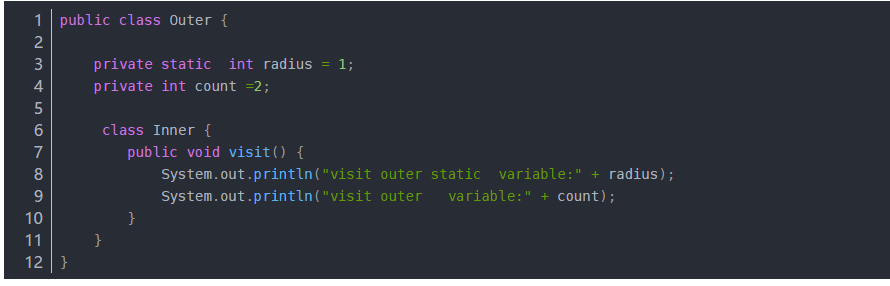 1 public class Outer {
2
3     private static  int radius = 1;
4     private int count =2;
5
6      class Inner {
7         public void visit() {
8             System.out.println("visit outer static  variable:" + radius);
9             System.out.println("visit outer   variable:" + count);
10         }
11     }
12 }